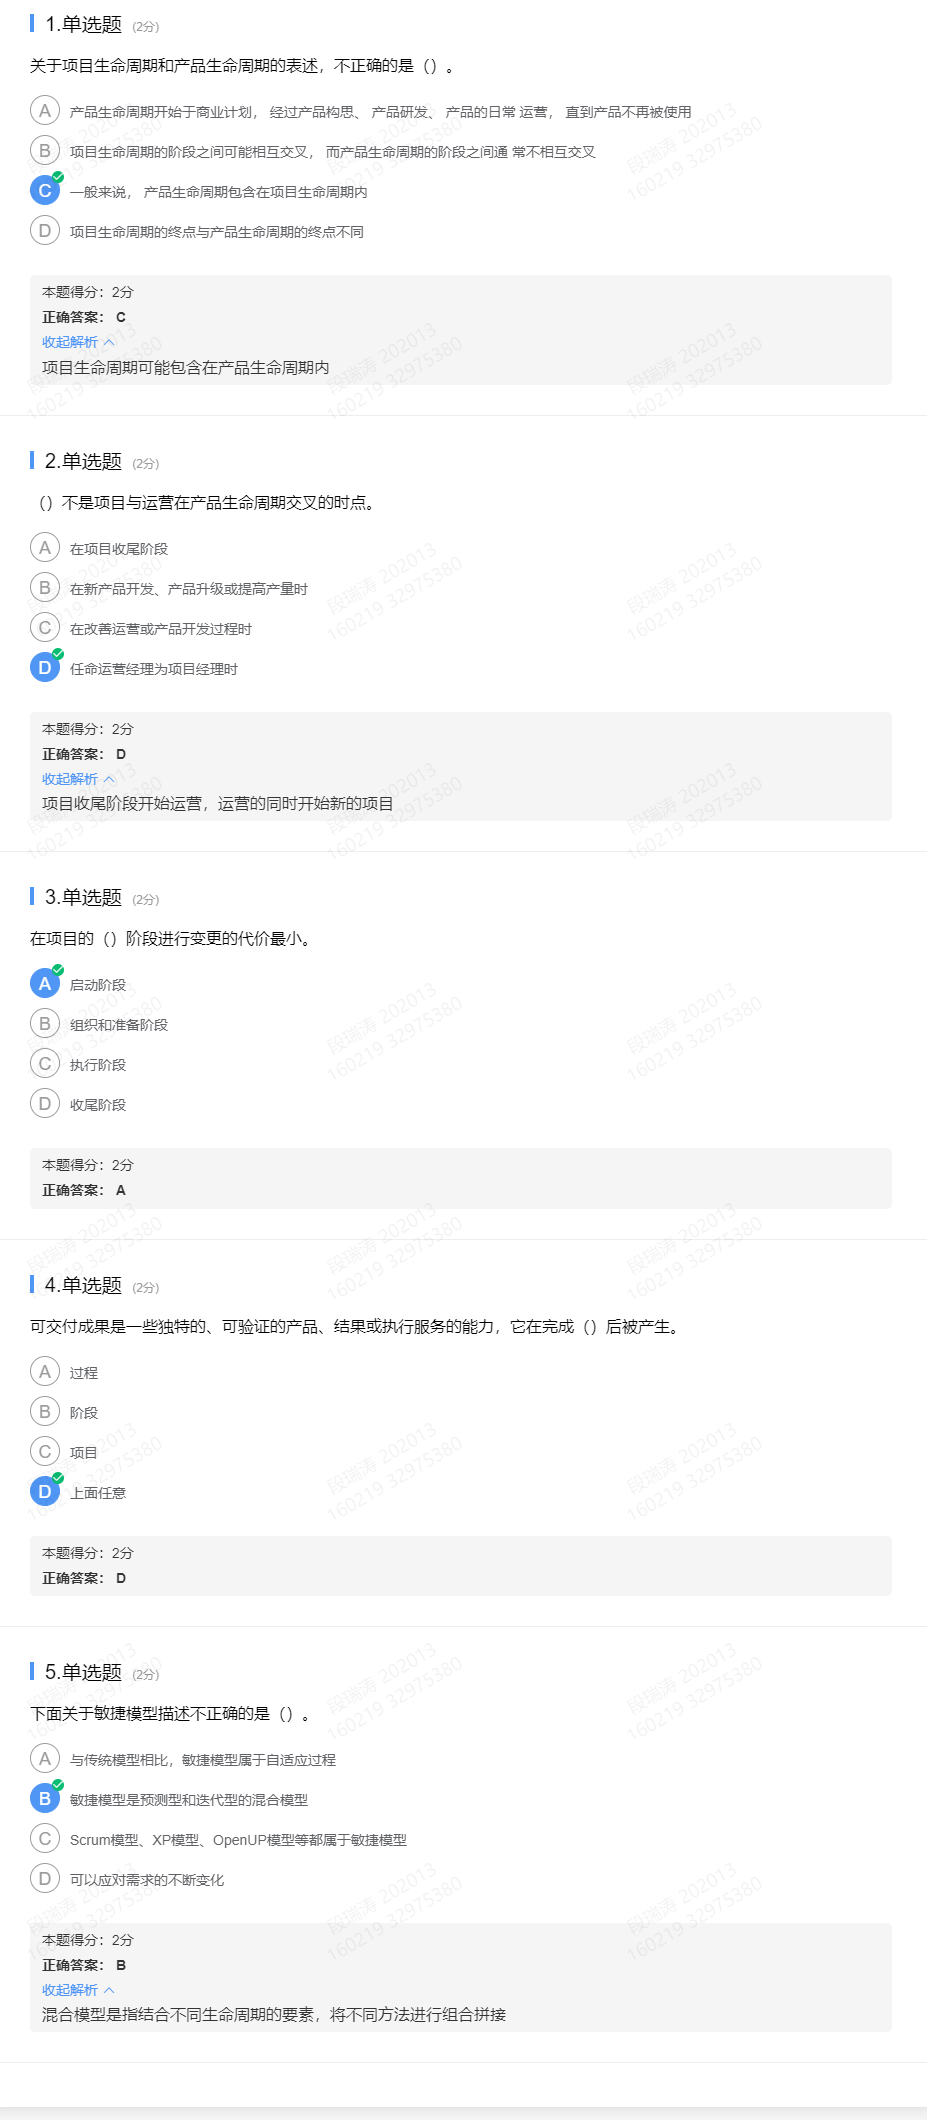 1.单选题 (2分)
关于项目生命周期和产品生命周期的表述，不正确的是（）。
A 产品生命周期开始于商业计划， 经过产品构思、 产品研发、 产品的日常 运营， 直到产品不再被使用
B 项目生命周期的阶段之间可能相互交叉， 而产品生命周期的阶段之间通 常不相互交叉
C 一般来说， 产品生命周期包含在项目生命周期内
D 项目生命周期的终点与产品生命周期的终点不同
本题得分：2分
正确答案： C
收起解析
项目生命周期可能包含在产品生命周期内
2.单选题 (2分)
（）不是项目与运营在产品生命周期交叉的时点。
A 在项目收尾阶段
B 在新产品开发、产品升级或提高产量时
C 在改善运营或产品开发过程时
D 任命运营经理为项目经理时
本题得分：2分
正确答案： D
收起解析
项目收尾阶段开始运营，运营的同时开始新的项目
3.单选题 (2分)
在项目的（）阶段进行变更的代价最小。
A 启动阶段
B 组织和准备阶段
C 执行阶段
D 收尾阶段
本题得分：2分
正确答案： A
4.单选题 (2分)
可交付成果是一些独特的、可验证的产品、结果或执行服务的能力，它在完成（）后被产生。
A 过程
B 阶段
C 项目
D 上面任意
本题得分：2分
正确答案： D
5.单选题 (2分)
下面关于敏捷模型描述不正确的是（）。
A 与传统模型相比，敏捷模型属于自适应过程
B 敏捷模型是预测型和迭代型的混合模型
C Scrum模型、XP模型、OpenUP模型等都属于敏捷模型
D 可以应对需求的不断变化
本题得分：2分
正确答案： B
收起解析
混合模型是指结合不同生命周期的要素，将不同方法进行组合拼接
段瑞涛 202013
160219 32975380